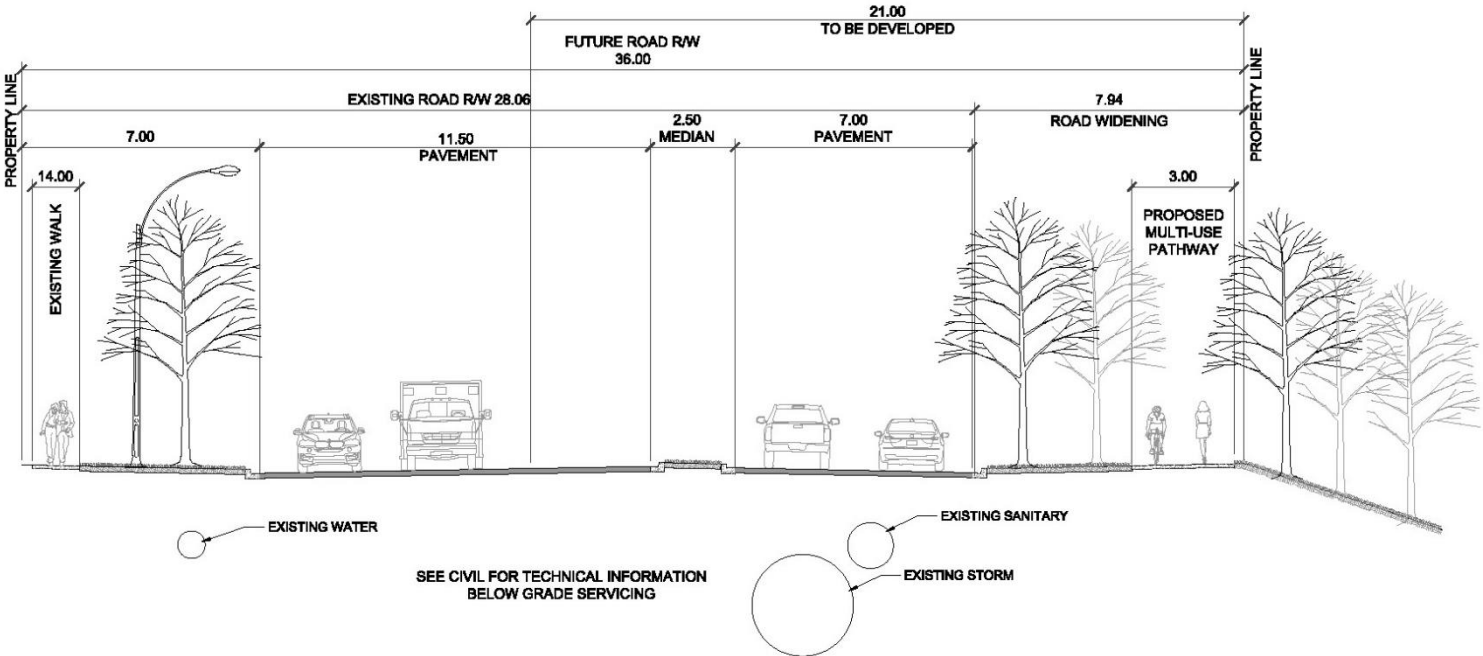 21.00
TO BE DEVELOPED
FUTURE ROAD R/W
36.00
PROPERTY LINE
EXISTING ROAD R/W 28.06
7.94
ROAD WIDENING
PROPERTY LINE
7.00
11.50
PAVEMENT
2.50
MEDIAN
7.00
PAVEMENT
14.00
EXISTING WALK
3.00
PROPOSED
MULTI-USE
PATHWAY
EXISTING WATER
EXISTING SANITARY
EXISTING STORM
SEE CIVIL FOR TECHNICAL INFORMATION
BELOW GRADE SERVICING